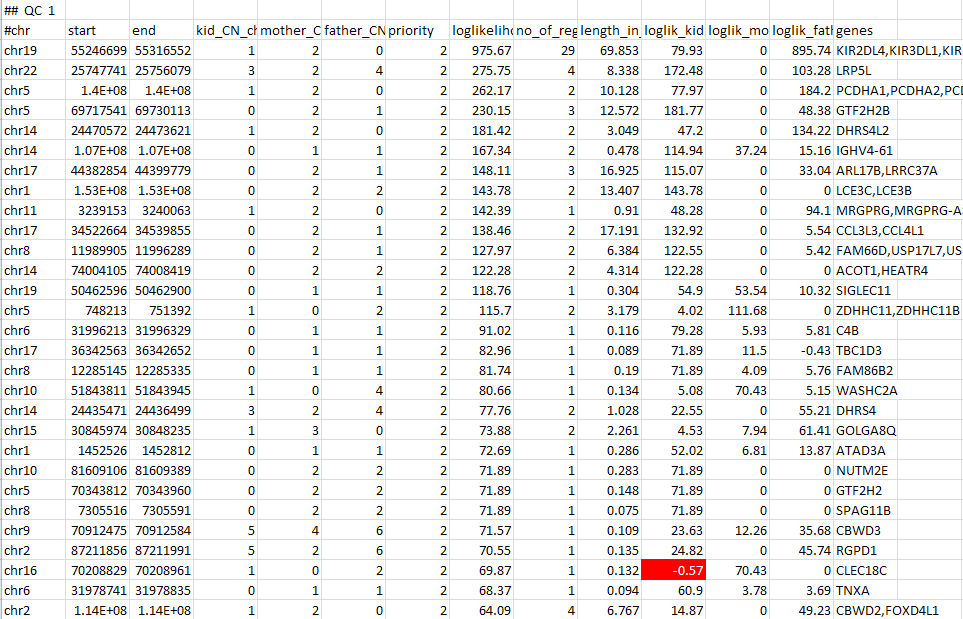 ## QC 1
#chr start end kid_CN_ch mother_C father_CN priority loglikeliho no_of_reg length_in_ loglik_kid loglik_mo loglik_fatl genes
chr19 55246699 55316552 1 2 0 2 975.67 29 69.853 79.93 0 895.74 KIR2DL4,KIR3DL1,KIR
chr22 25747741 25756079 3 2 4 2 275.75 4 8.338 172.48 0 103.28 LRP5L
chr5 1.4E+08 1.4E+08 1 2 0 2 262.17 2 10.128 77.97 0 184.2 PCDHA1,PCDHA2,PCD
chr5 69717541 69730113 0 2 1 2 230.15 3 12.572 181.77 0 48.38 GTF2H2B
chr14 24470572 24473621 1 2 0 2 181.42 2 3.049 47.2 0 134.22 DHRS4L2
chr14 1.07E+08 1.07E+08 0 1 1 2 167.34 2 0.478 114.94 37.24 15.16 IGHV4-61
chr17 44382854 44399779 0 2 1 2 148.11 3 16.925 115.07 0 33.04 ARL17B,LRRC37A
chr1 1.53E+08 1.53E+08 0 2 2 2 143.78 2 13.407 143.78 0 0 LCE3C,LCE3B
chr11 3239153 3240063 1 2 0 2 142.39 1 0.91 48.28 0 94.1 MRGPRG,MRGPRG-A
chr17 34522664 34539855 0 2 1 2 138.46 2 17.191 132.92 0 5.54 CCL3L3,CCL4L1
chr8 11989905 11996289 0 2 1 2 127.97 2 6.384 122.55 0 5.42 FAM66D,USP17L7,US
chr14 74004105 74008419 0 2 2 2 122.28 2 4.314 122.28 0 0 ACOT1,HEATR4
chr19 50462596 50462900 0 1 1 2 118.76 1 0.304 54.9 53.54 10.32 SIGLEC11
chr5 748213 751392 1 0 2 2 115.7 2 3.179 4.02 111.68 0 ZDHHC11,ZDHHC11B
chr6 31996213 31996329 0 1 1 2 91.02 1 0.116 79.28 5.93 5.81 C4B
chr17 36342563 36342652 0 1 1 2 82.96 1 0.089 71.89 11.5 -0.43 TBC1D3
chr8 12285145 12285335 0 1 1 2 81.74 1 0.19 71.89 4.09 5.76 FAM86B2
chr10 51843811 51843945 1 0 4 2 80.66 1 0.134 5.08 70.43 5.15 WASHC2A
chr14 24435471 24436499 3 2 4 2 77.76 2 1.028 22.55 0 55.21 DHRS4
chr15 30845974 30848235 1 3 0 2 73.88 2 2.261 4.53 7.94 61.41 GOLGA8Q
chr1 1452526 1452812 0 1 1 2 72.69 1 0.286 52.02 6.81 13.87 ATAD3A
chr10 81609106 81609389 0 2 2 2 71.89 1 0.283 71.89 0 0 NUTM2E
chr5 70343812 70343960 0 2 2 2 71.89 1 0.148 71.89 0 0 GTF2H2
chr8 7305516 7305591 0 2 2 2 71.89 1 0.075 71.89 0 0 SPAG11B
chr9 70912475 70912584 5 4 6 2 71.57 1 0.109 23.63 12.26 35.68 CBWD3
chr2 87211856 87211991 5 2 6 2 70.55 1 0.135 24.82 0 45.74 RGPD1
chr16 70208829 70208961 1 0 2 2 69.87 1 0.132 -0.57 70.43 0 CLEC18C
chr6 31978741 31978835 0 1 1 2 68.37 1 0.094 60.9 3.78 3.69 TNXA
chr2 1.14E+08 1.14E+08 1 2 0 2 64.09 4 6.767 14.87 0 49.23 CBWD2,FOXD4L1